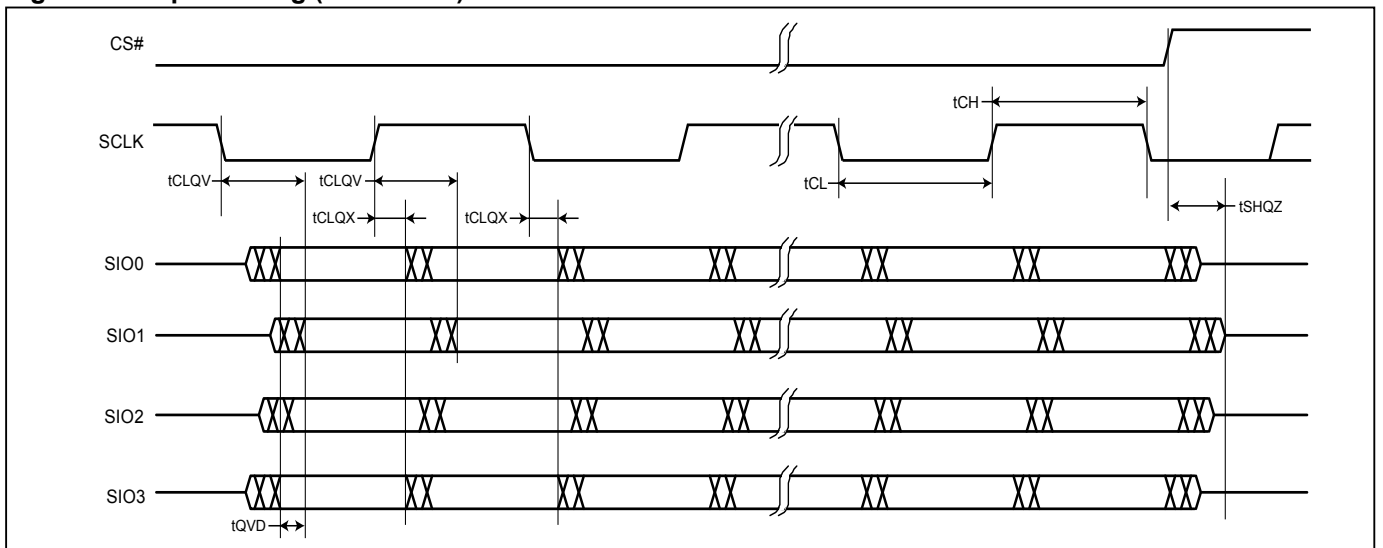 CS#
tCH
SCLK
tCLQV tCLQV
tCL
tCLQX tCLQX
tSHQZ
SIO0
SIO1
SIO2
SIO3
tQVD